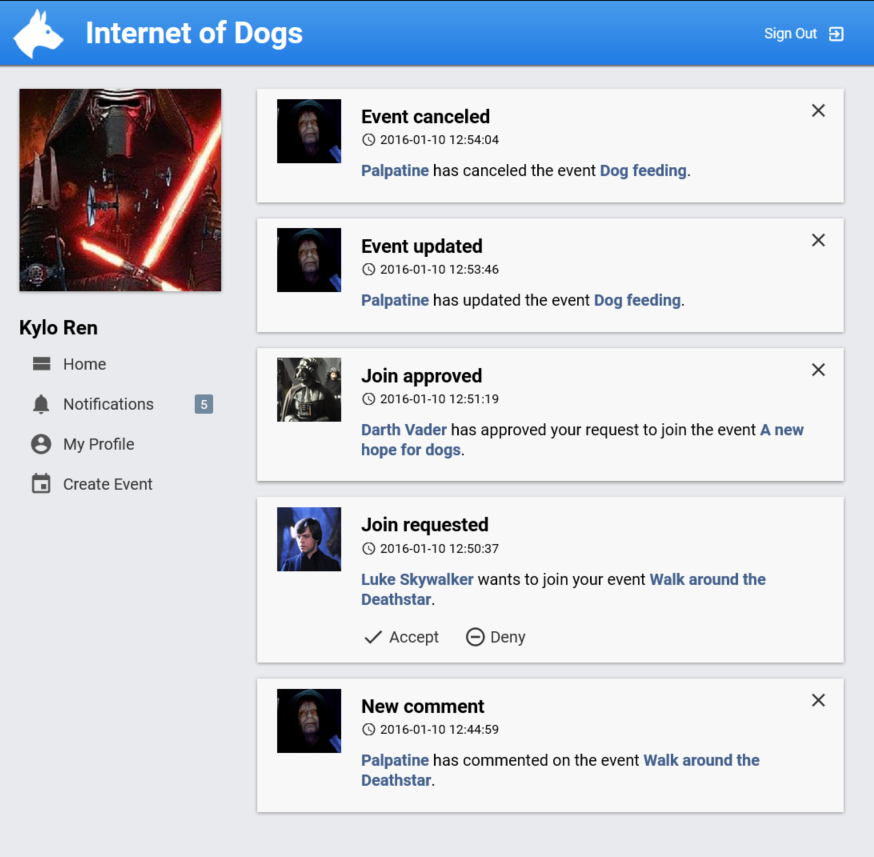 Internet of Dogs
Sign Out
Kylo Ren
Home
Notifications 5
My Profile
Create Event
Event canceled
2016-01-10 12:54:04
Palpatine has canceled the event Dog feeding.
Event updated
2016-01-10 12:53:46
Palpatine has updated the event Dog feeding.
Join approved
2016-01-10 12:51:19
Darth Vader has approved your request to join the event A new
hope for dogs.
Join requested
2016-01-10 12:50:37
Luke Skywalker wants to join your event Walk around the
Deathstar.
Accept Deny
New comment
2016-01-10 12:44:59
Palpatine has commented on the event Walk around the
Deathstar.